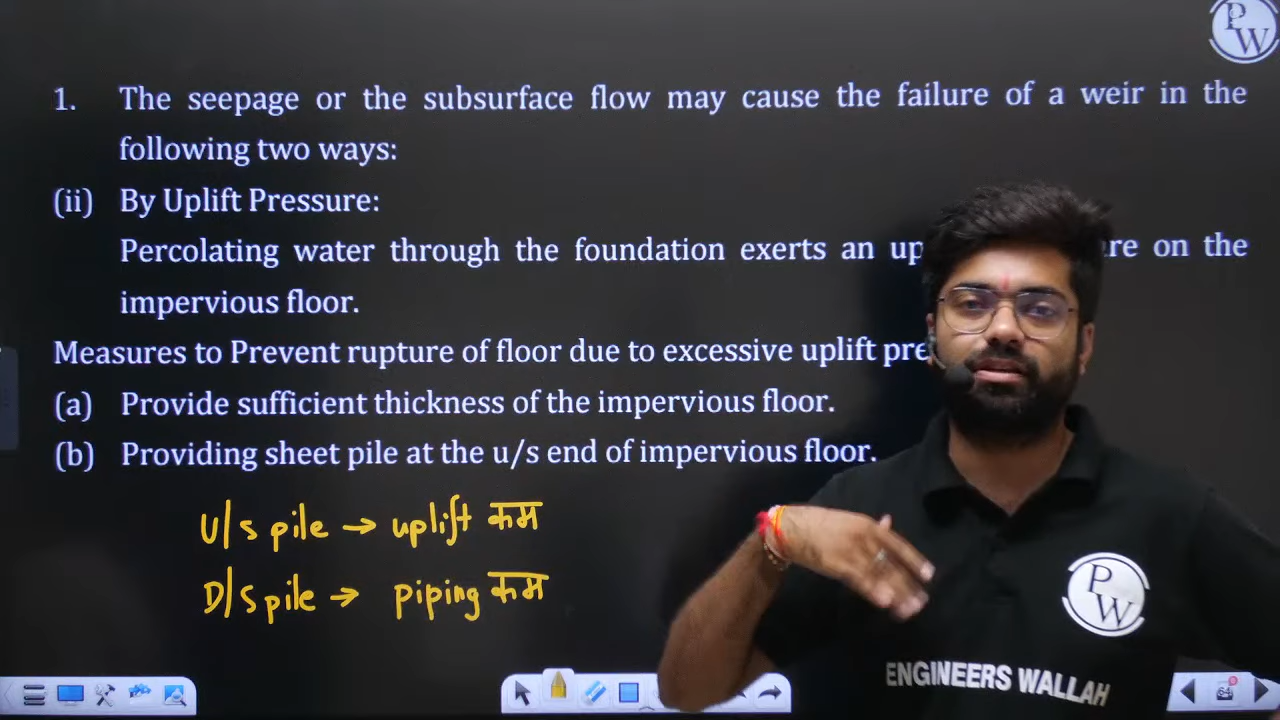 PW
1. The seepage or the subsurface flow may cause the failure of a weir in the
following two ways:
(ii) By Uplift Pressure:
Percolating water through the foundation exerts an up re on the
impervious floor.
Measures to Prevent rupture of floor due to excessive uplift pre
(a) Provide sufficient thickness of the impervious floor.
(b) Providing sheet pile at the u/s end of impervious floor.
U/s pile → uplift कम
D/s pile → piping कम
PW
ENGINEERS WALLAH
64